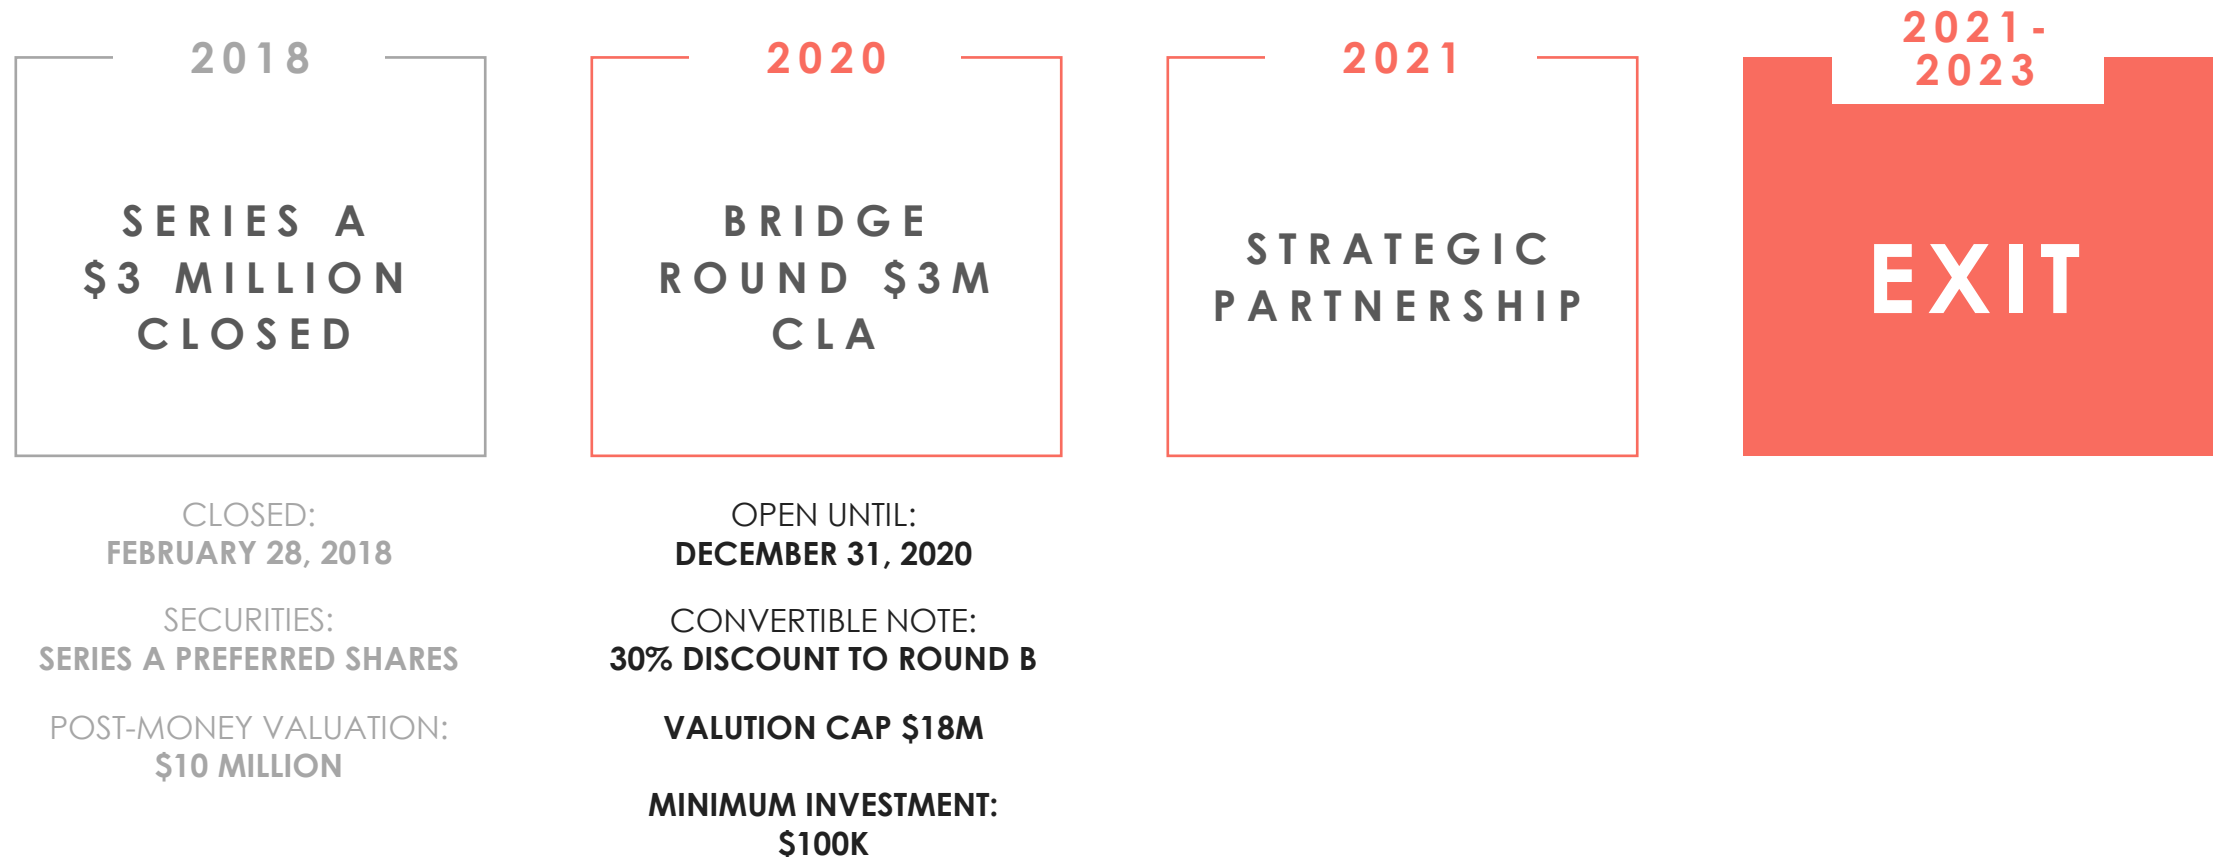 2018
SERIES A
$3 MILLION
CLOSED
CLOSED:
FEBRUARY 28, 2018
SECURITIES:
SERIES A PREFERRED SHARES
POST-MONEY VALUATION:
$10 MILLION
2020
BRIDGE
ROUND $3M
CLA
OPEN UNTIL:
DECEMBER 31, 2020
CONVERTIBLE NOTE:
30% DISCOUNT TO ROUND B
VALUTION CAP $18M
MINIMUM INVESTMENT:
$100K
2021
STRATEGIC
PARTNERSHIP
2021-
2023
EXIT